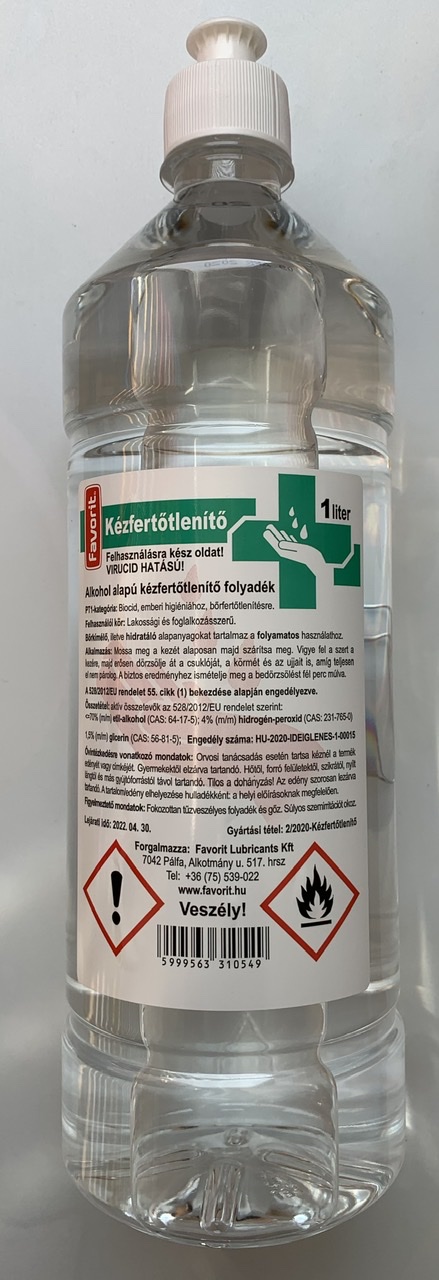 favorit.
Kézfertőtlenítő
1 liter
Felhasználásra kész oldat!
VIRUCID HATÁSÚ!
Alkohol alapú kézfertőtlenítő folyadék
PT1-kategória: Biocid, emberi higiéniához, bőrfertőtlenítésre.
Felhasználói kör: Lakossági és foglalkozásszerű.
Bőrkímélő, illetve hidratáló alapanyagokat tartalmaz a folyamatos használathoz.
Alkalmazás: Mossa meg a kezét alaposan majd szárítsa meg. Vigye fel a szert a
kezére, majd erősen dörzsölje át a csuklóját, a körmét és az ujjait is, amíg teljesen
el nem párolog. A biztos eredményhez ismételje meg a bedörzsölést fél perc múlva.
A 528/2012/EU rendelet 55. cikk (1) bekezdése alapján engedélyezve.
Összetétel: aktív összetevők az 528/2012/EU rendelet szerint
<=70% (m/m) etil-alkohol (CAS: 64-17-5); 4% (m/m) hidrogén-peroxid (CAS: 231-765-0)
1,5% (m/m) glicerin (CAS: 56-81-5); Engedély száma: HU-2020-IDEIGLENES-1-00015
Óvintézkedésre vonatkozó mondatok: Orvosi tanácsadás esetén tartsa kéznél a termék
edényét vagy címkéjét. Gyermekektől elzárva tartandó. Hőtől, forró felületektől, szikrától, nyílt
lángtól és más gyújtóforrástól távol tartandó. Tilos a dohányzás! Az edény szorosan lezárva
tartandó. A tartalom/edény elhelyezése hulladékként: a helyi előírásoknak megfelelően.
Figyelmeztető mondatok: Fokozottan tűzveszélyes folyadék és gőz. Súlyos szemirritációt okoz.
Lejárati idő: 2022. 04. 30.
Gyártási tétel: 2/2020-Kézfertőtlenítő
Forgalmazza: Favorit Lubricants Kft
7042 Pálfa, Alkotmány u. 517. hrsz
Tel: +36 (75) 539-022
www.favorit.hu
Veszély!
5999563 310549